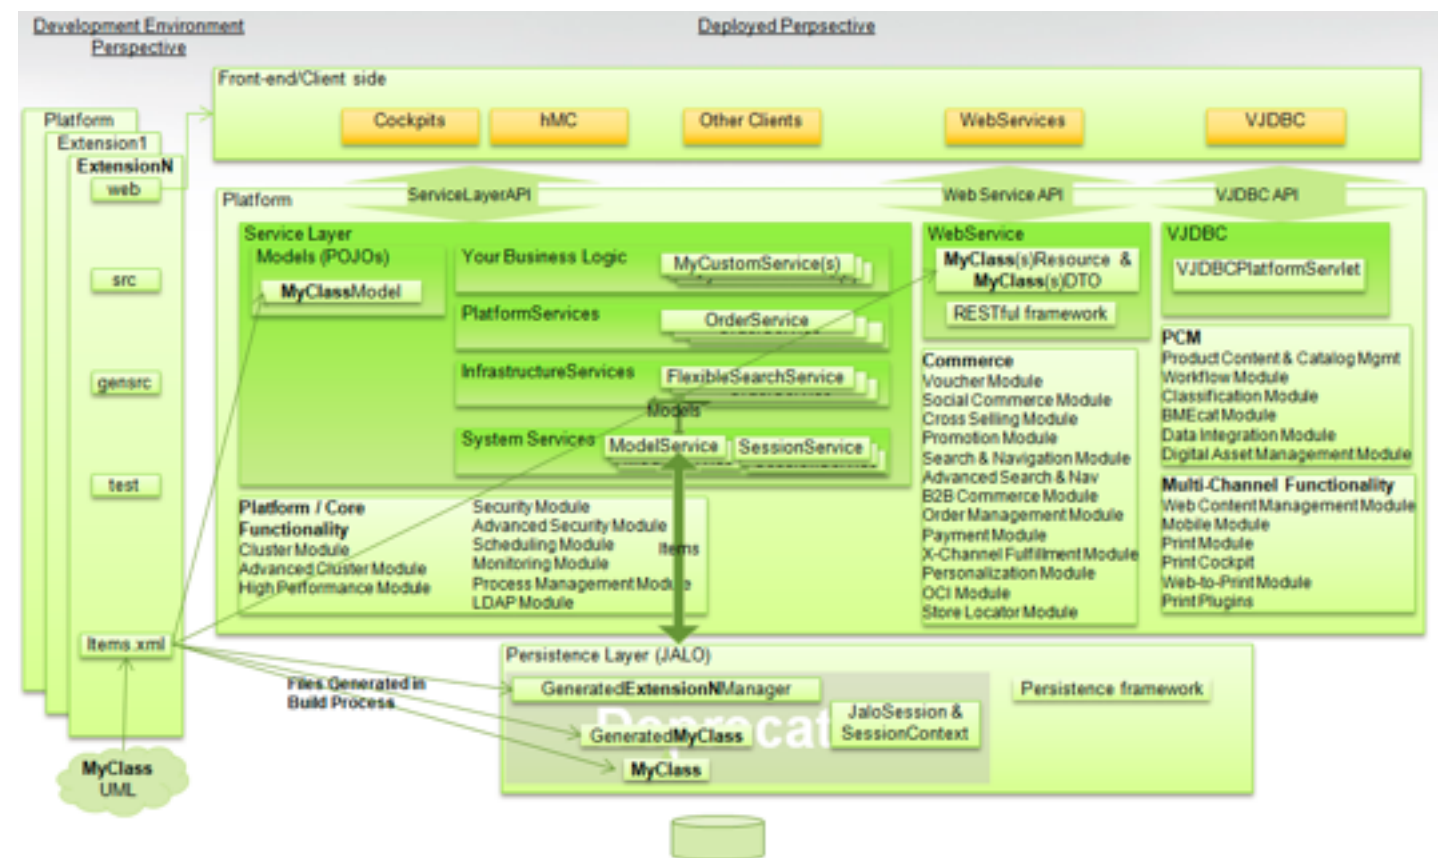 Development Environment
Perspective
Deployed Perpsective
Front-end/Client side
Cockpits
hMC
Other Clients
WebServices
VJDBC
Platform
Extension1
ExtensionN
web
src
gensrc
test
Items.xml
MyClass
UML
Platform
ServiceLayerAPI
Web Service API
VJDBC API
Service Layer
Models (POJOs)
MyClassModel
Your Business Logic
MyCustomService(s)
PlatformServices
OrderService
InfrastructureServices
FlexibleSearchService
Models
System Services
ModelService
SessionService
WebService
MyClass(s)Resource &
MyClass(s)DTO
RESTful framework
VJDBC
VJDBCPlatformServlet
Platform / Core
Functionality
Cluster Module
Advanced Cluster Module
High Performance Module
Security Module
Advanced Security Module
Scheduling Module
Monitoring Module
Process Management Module
LDAP Module
Items
Commerce
Voucher Module
Social Commerce Module
Cross Selling Module
Promotion Module
Search & Navigation Module
Advanced Search & Nav
B2B Commerce Module
Order Management Module
Payment Module
X-Channel Fulfillment Module
Personalization Module
OCI Module
Store Locator Module
PCM
Product Content & Catalog Mgmt
Workflow Module
Classification Module
BMEcat Module
Data Integration Module
Digital Asset Management Module
Multi-Channel Functionality
Web Content Management Module
Mobile Module
Print Module
Print Cockpit
Web-to-Print Module
Print Plugins
Persistence Layer (JALO)
Files Generated in
Build Process
GeneratedExtensionNManager
GeneratedMyClass
MyClass
JaloSession &
SessionContext
Persistence framework